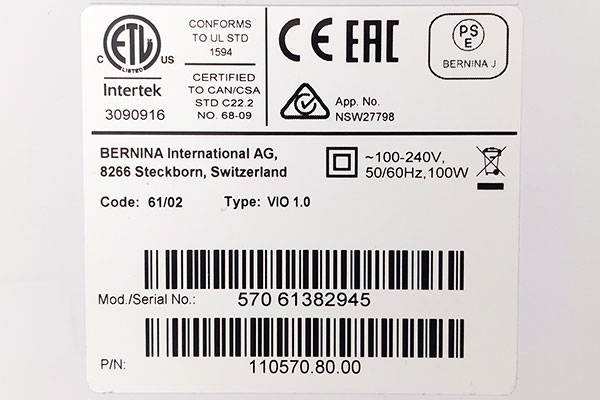 ETL
C US
LISTED
Intertek
3090916
CONFORMS
TO UL STD
1594
CERTIFIED
TO CAN/CSA
STD C22.2
NO. 68-09
CE EAC
App. No.
NSW27798
PS
E
BERNINA J
BERNINA International AG,
8266 Steckborn, Switzerland
~100-240V,
50/60Hz,100W
Code: 61/02 Type: VIO 1.0
Mod./Serial No.: 570 61382945
P/N: 110570.80.00